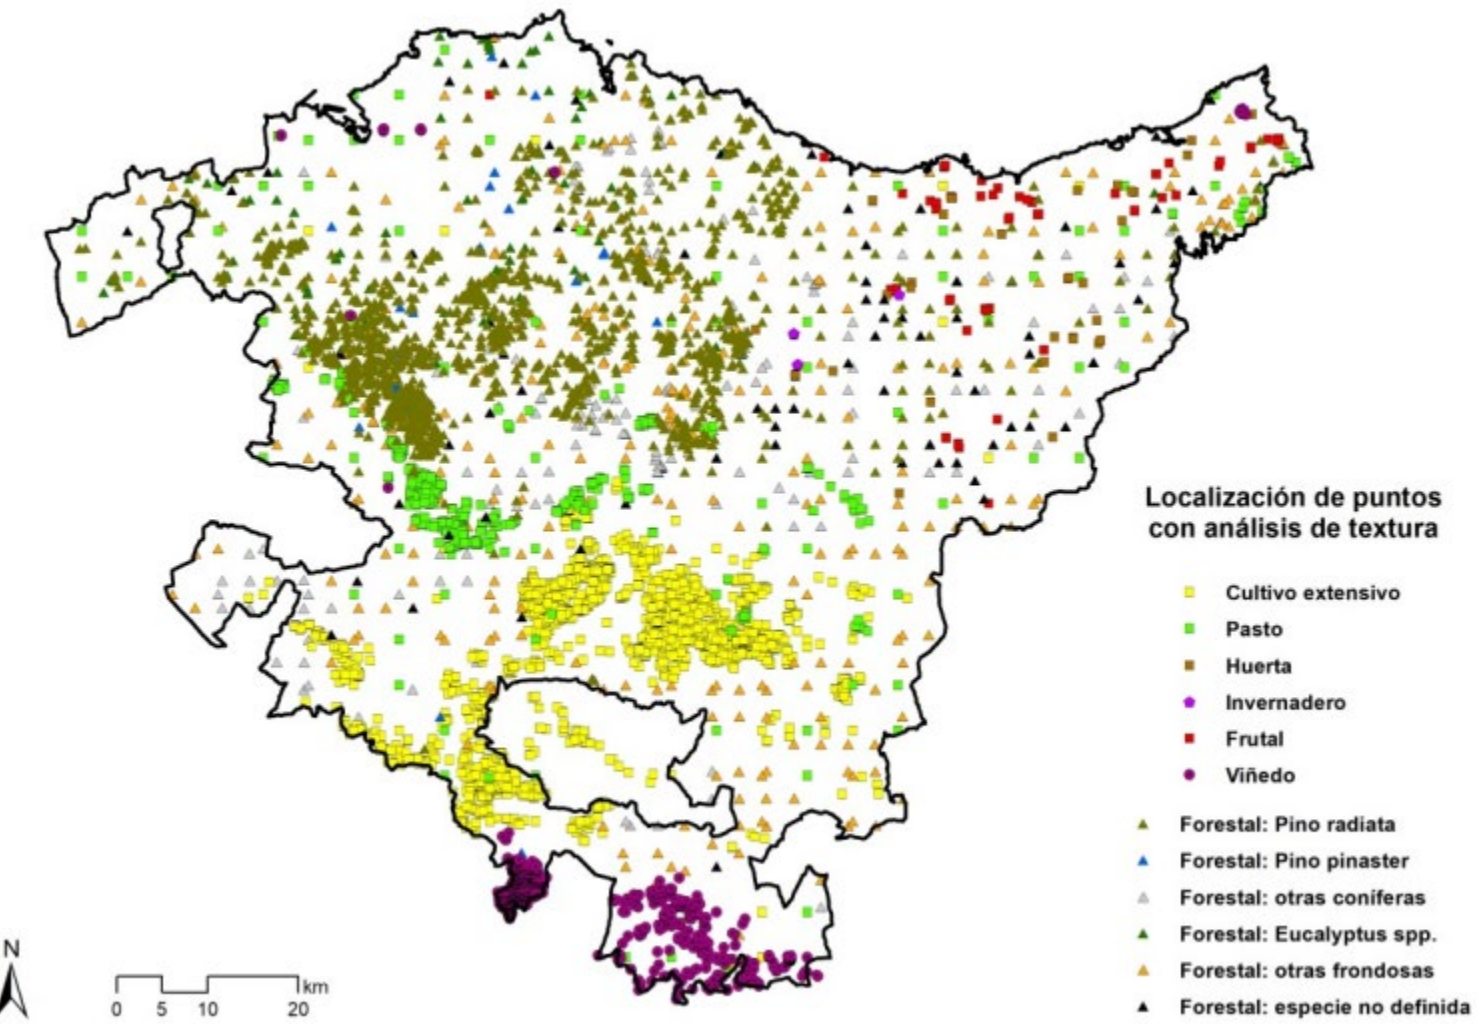 Localización de puntos
con análisis de textura
Cultivo extensivo
Pasto
Huerta
Invernadero
Frutal
Viñedo
Forestal: Pino radiata
Forestal: Pino pinaster
Forestal: otras coníferas
Forestal: Eucalyptus spp.
Forestal: otras frondosas
Forestal: especie no definida
N
km
0 5 10 20